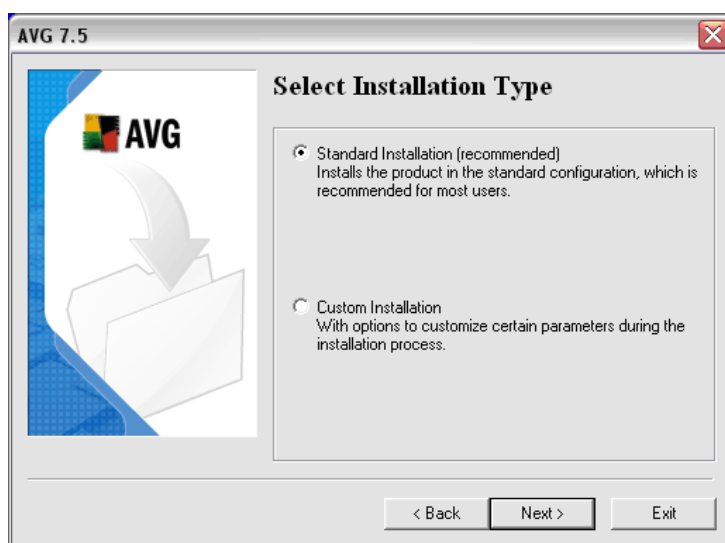 AVG 7.5
AVG
Select Installation Type
Standard Installation (recommended)
Installs the product in the standard configuration, which is
recommended for most users.
Custom Installation
With options to customize certain parameters during the
installation process.
< Back
Next >
Exit